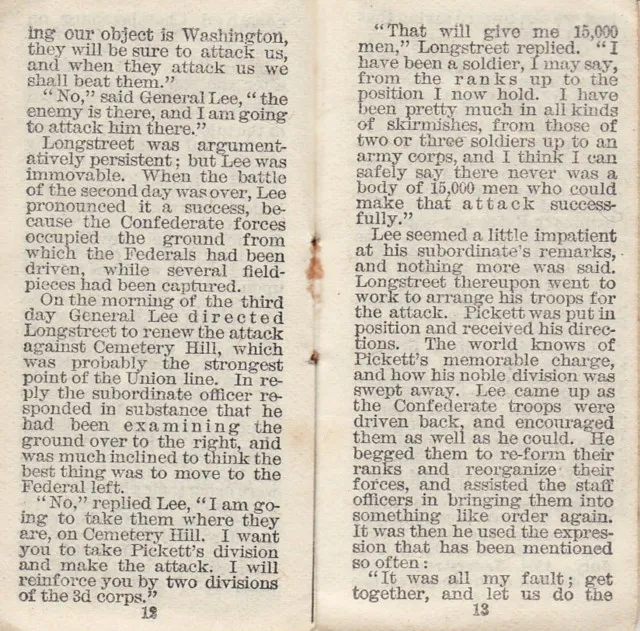 ing our object is Washington,
they will be sure to attack us,
and when they attack us we
shall beat them."
"No," said General Lee, "the
enemy is there, and I am going
to attack him there."
Longstreet was argument-
atively persistent; but Lee was
immovable. When the battle
of the second day was over, Lee
pronounced it a success, be-
cause the Confederate forces
occupied the ground from
which the Federals had been
driven, while several field-
pieces had been captured.
On the morning of the third
day General Lee directed
Longstreet to renew the attack
against Cemetery Hill, which
was probably the strongest
point of the Union line. In re-
ply the subordinate officer re-
sponded in substance that he
had been examining the
ground over to the right, and
was much inclined to think the
best thing was to move to the
Federal left.
"No," replied Lee, "I am go-
ing to take them where they
are, on Cemetery Hill. I want
you to take Pickett's division
and make the attack. I will
reinforce you by two divisions
of the 3d corps."
12
"That will give me 15,000
men," Longstreet replied. "I
have been a soldier, I may say,
from the ranks up to the
position I now hold. I have
been pretty much in all kinds
of skirmishes, from those of
two or three soldiers up to an
army corps, and I think I can
safely say there never was a
body of 15,000 men who could
make that attack success-
fully."
Lee seemed a little impatient
at his subordinate's remarks,
and nothing more was said.
Longstreet thereupon went to
work to arrange his troops for
the attack. Pickett was put in
position and received his direc-
tions. The world knows of
Pickett's memorable charge,
and how his noble division was
swept away. Lee came up as
the Confederate troops were
driven back, and encouraged
them as well as he could. He
begged them to re-form their
ranks and reorganize their
forces, and assisted the staff
officers in bringing them into
something like order again.
It was then he used the expres-
sion that has been mentioned
so often:
"It was all my fault; get
together, and let us do the
13